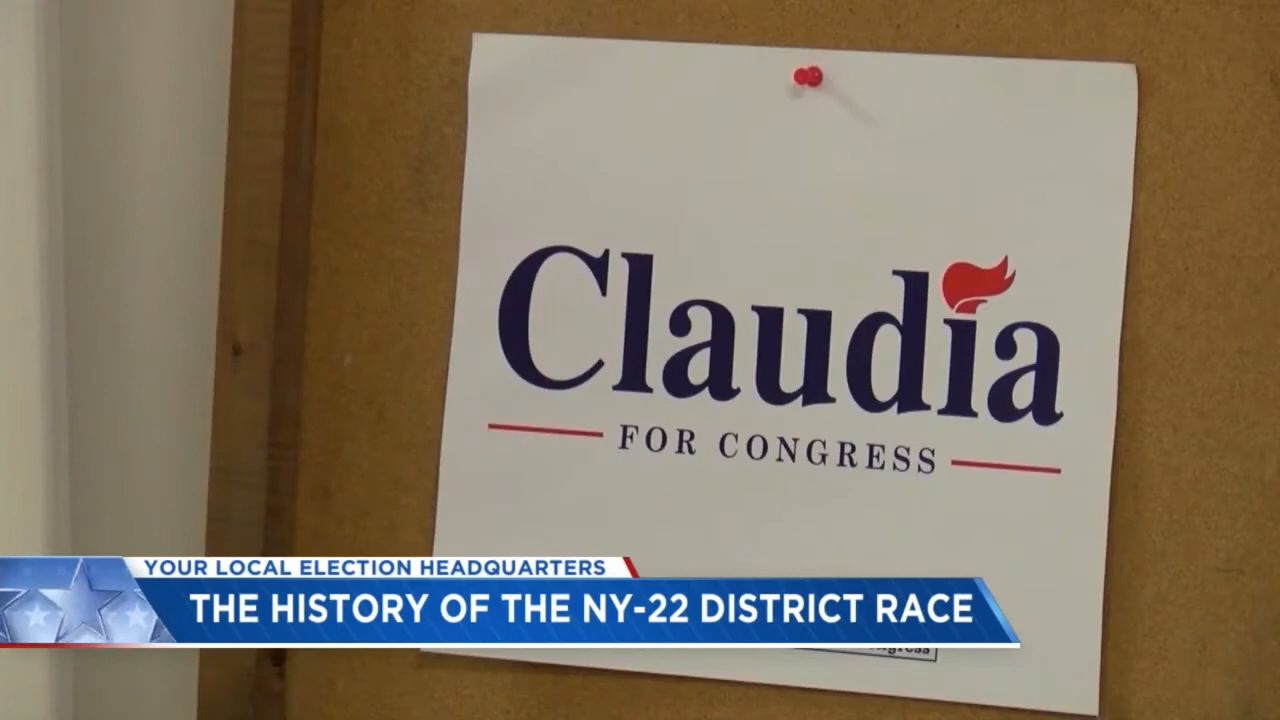 Claudia
FOR CONGRESS
YOUR LOCAL ELECTION HEADQUARTERS
THE HISTORY OF THE NY-22 DISTRICT RACE